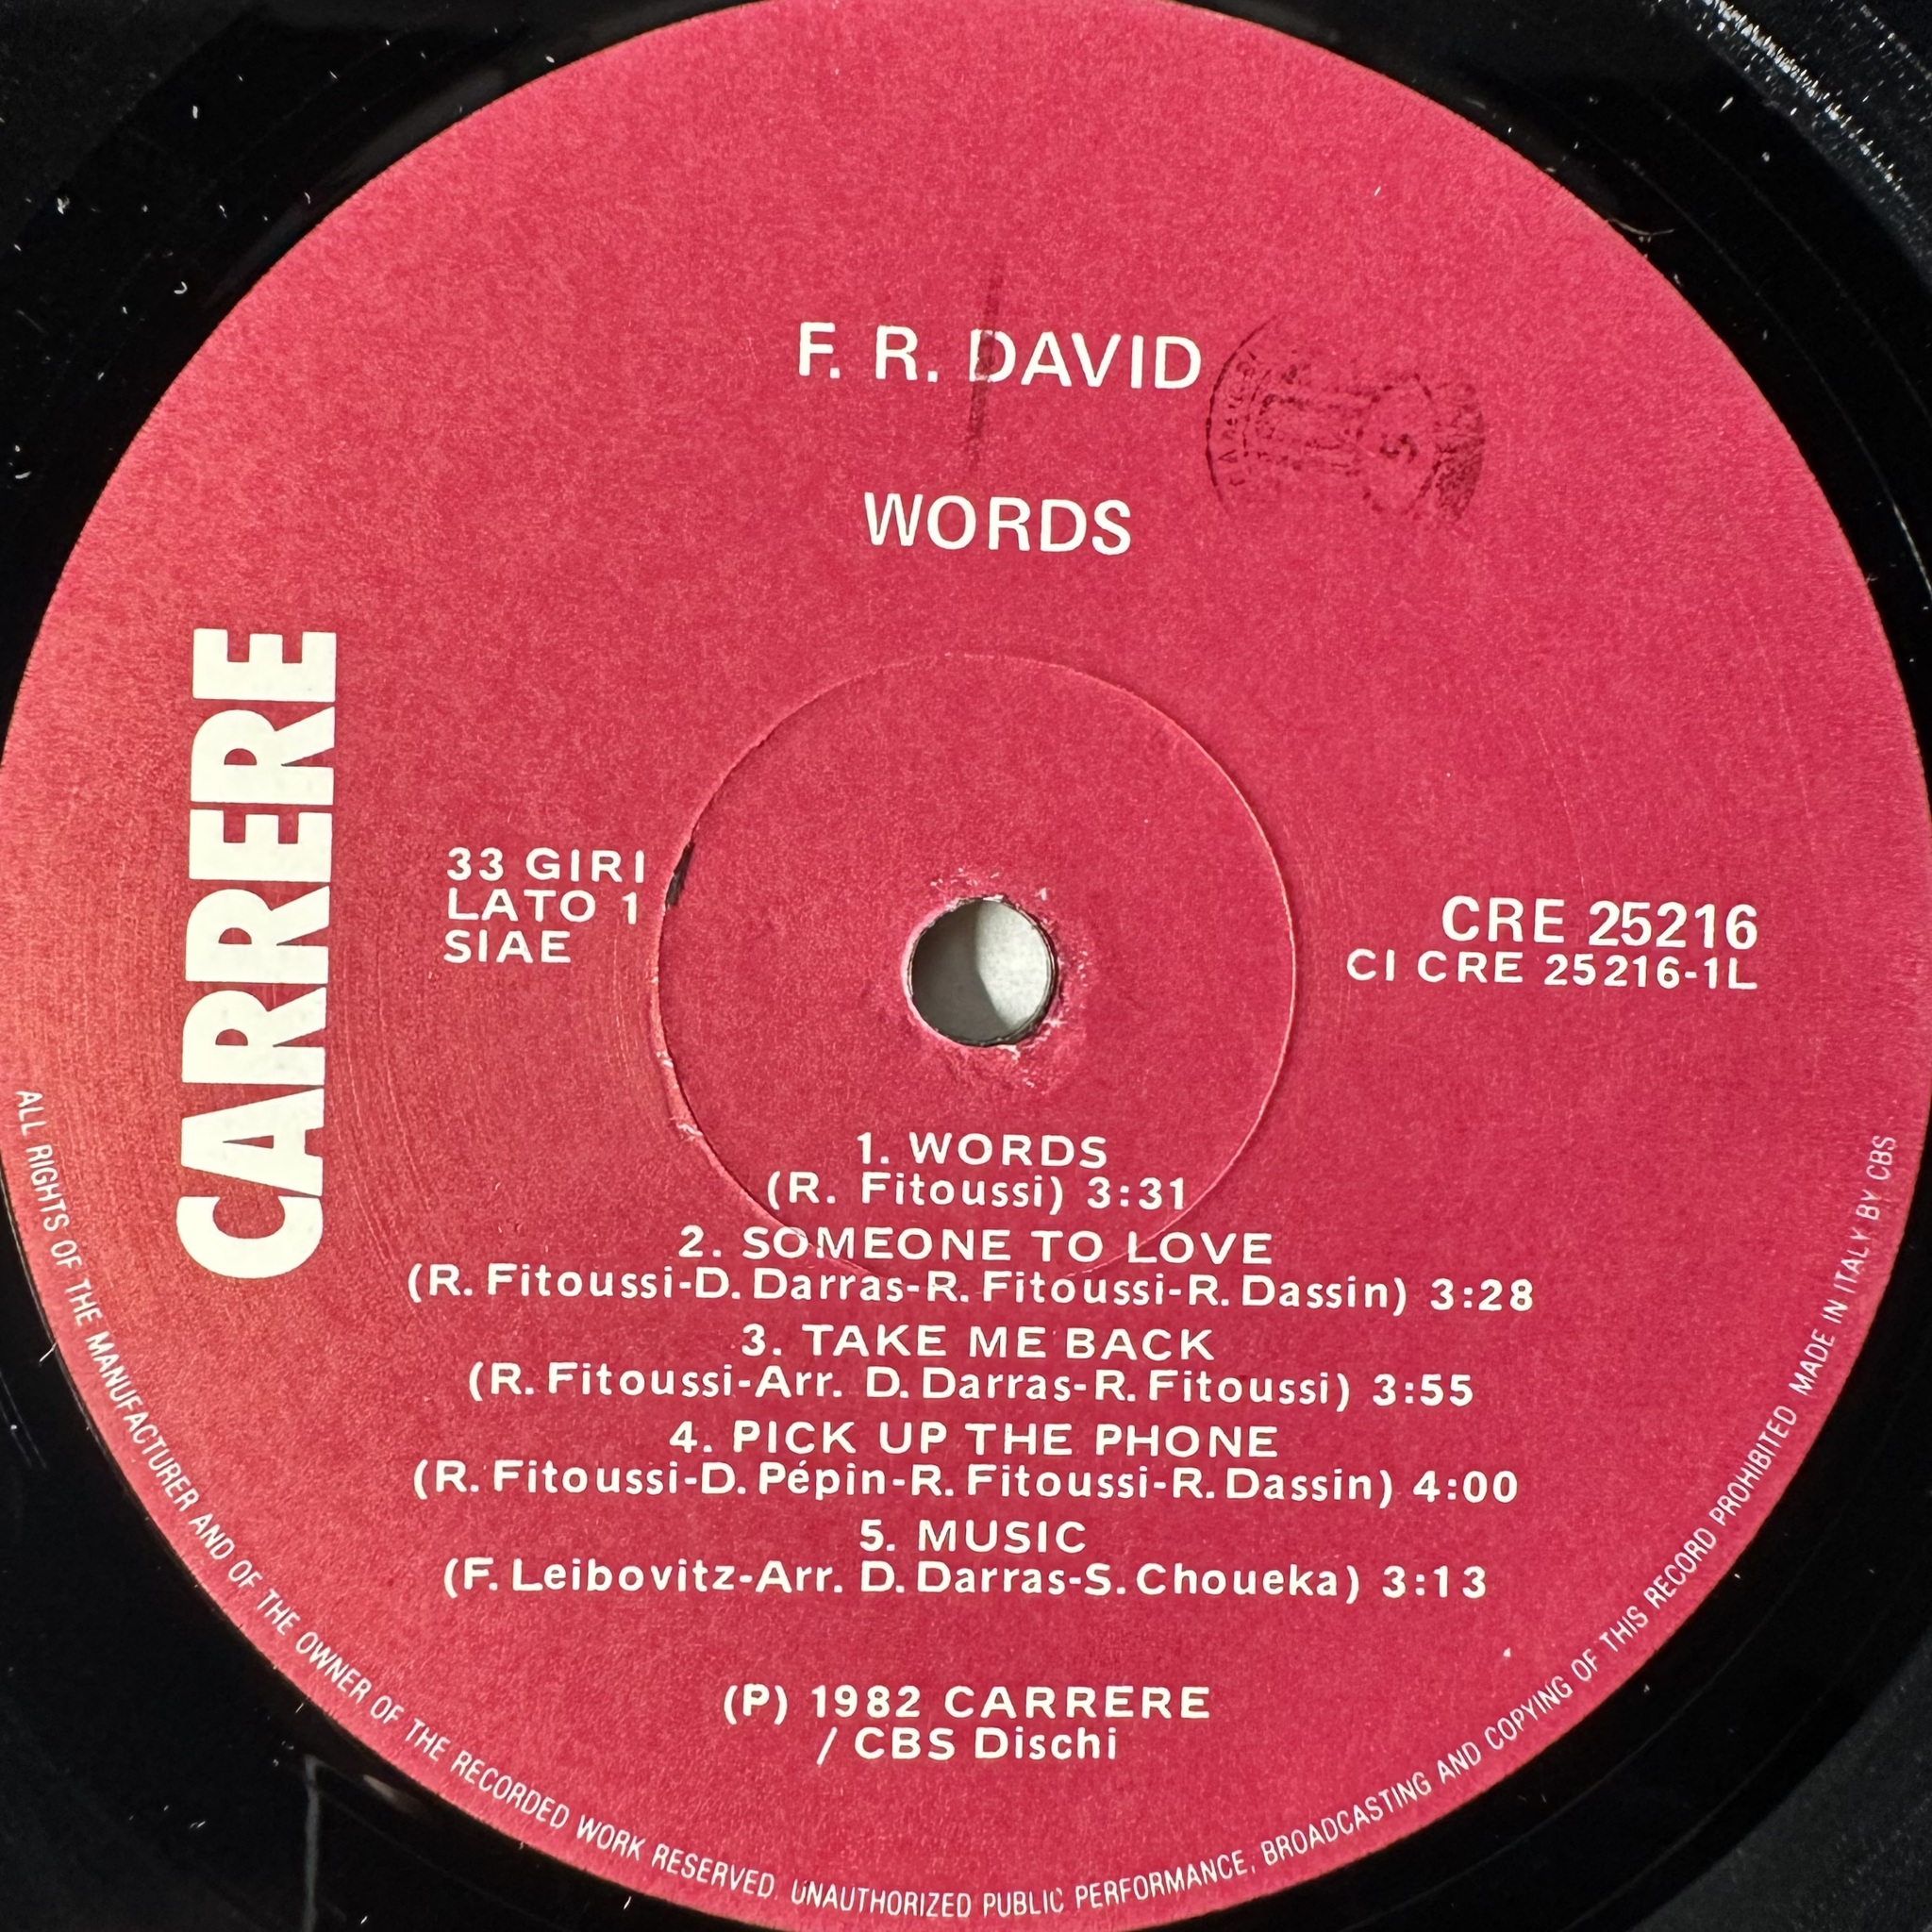 F. R. DAVID
WORDS
CARRERE
33 GIRI
LATO 1
SIAE
CRE 25216
CI CRE 25216-1L
1. WORDS
(R. Fitoussi) 3:31
2. SOMEONE TO LOVE
(R. Fitoussi-D. Darras-R. Fitoussi-R. Dassin) 3:28
3. TAKE ME BACK
(R. Fitoussi-Arr. D. Darras-R. Fitoussi) 3:55
4. PICK UP THE PHONE
(R. Fitoussi-D. Pépin-R. Fitoussi-R. Dassin) 4:00
5. MUSIC
(F. Leibovitz-Arr. D. Darras-S. Choueka) 3:13
(P) 1982 CARRERE
/ CBS Dischi
ALL RIGHTS OF THE MANUFACTURER AND OF THE OWNER OF THE RECORDED WORK RESERVED. UNAUTHORIZED PUBLIC PERFORMANCE, BROADCASTING AND COPYING OF THIS RECORD PROHIBITED MADE IN ITALY BY CBS